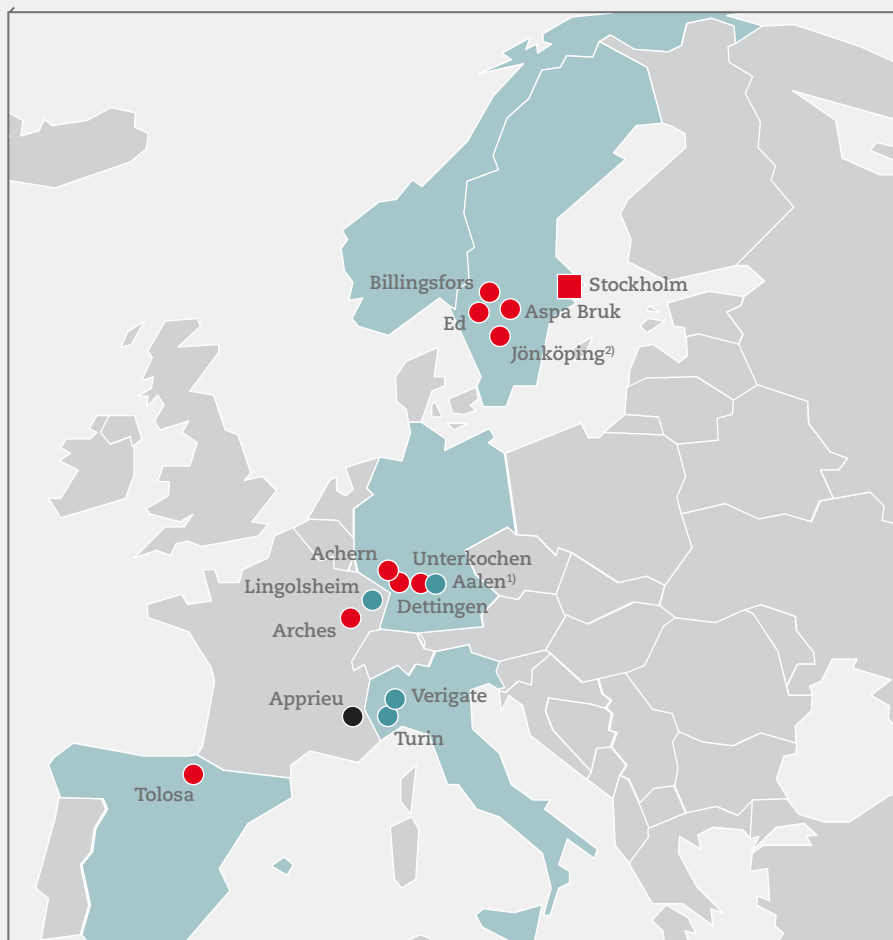 Billingsfors
Stockholm
Ed
Aspa Bruk
Jönköping2)
Achern
Unterkochen
Lingolsheim
Aalen1)
Dettingen
Arches
Apprieu
Verigate
Turin
Tolosa